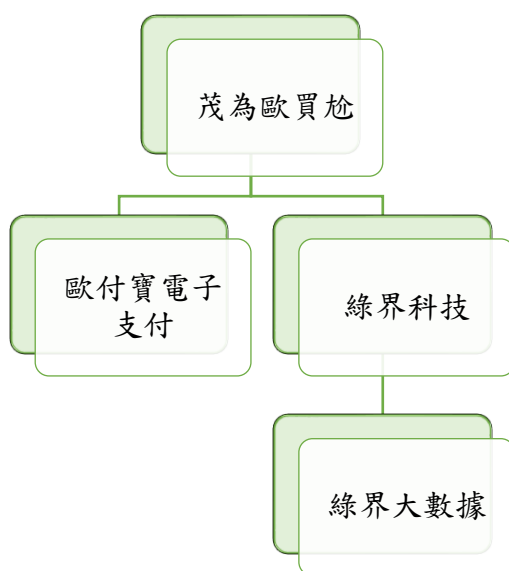 茂為歐買尬
歐付寶電子
支付
綠界科技
綠界大數據